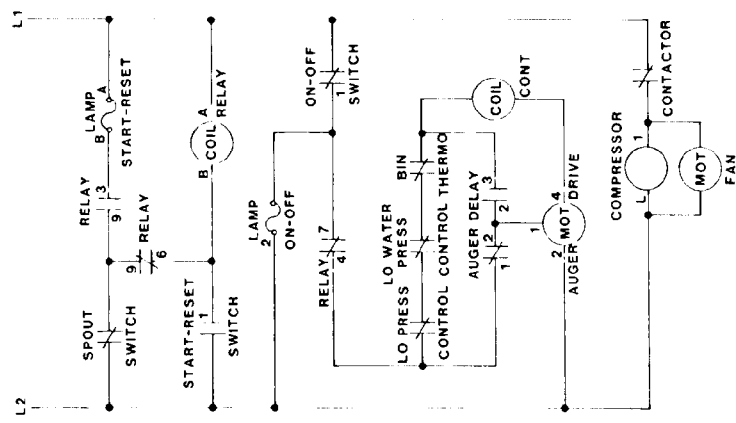 L1
L2
LAMP
B A
START-RESET
RELAY
9 3
RELAY
9 6
SPOUT
SWITCH
B COIL A
RELAY
START-RESET
1
SWITCH
LAMP
2
ON-OFF
ON-OFF
1
SWITCH
RELAY
4 7
LO PRESS
CONTROL
LO WATER
PRESS
CONTROL
BIN
THERMO
COIL
CONT
AUGER DELAY
1 2
2 3
1
2 MOT 4
AUGER DRIVE
COMPRESSOR
L 1
MOT
FAN
CONTACTOR